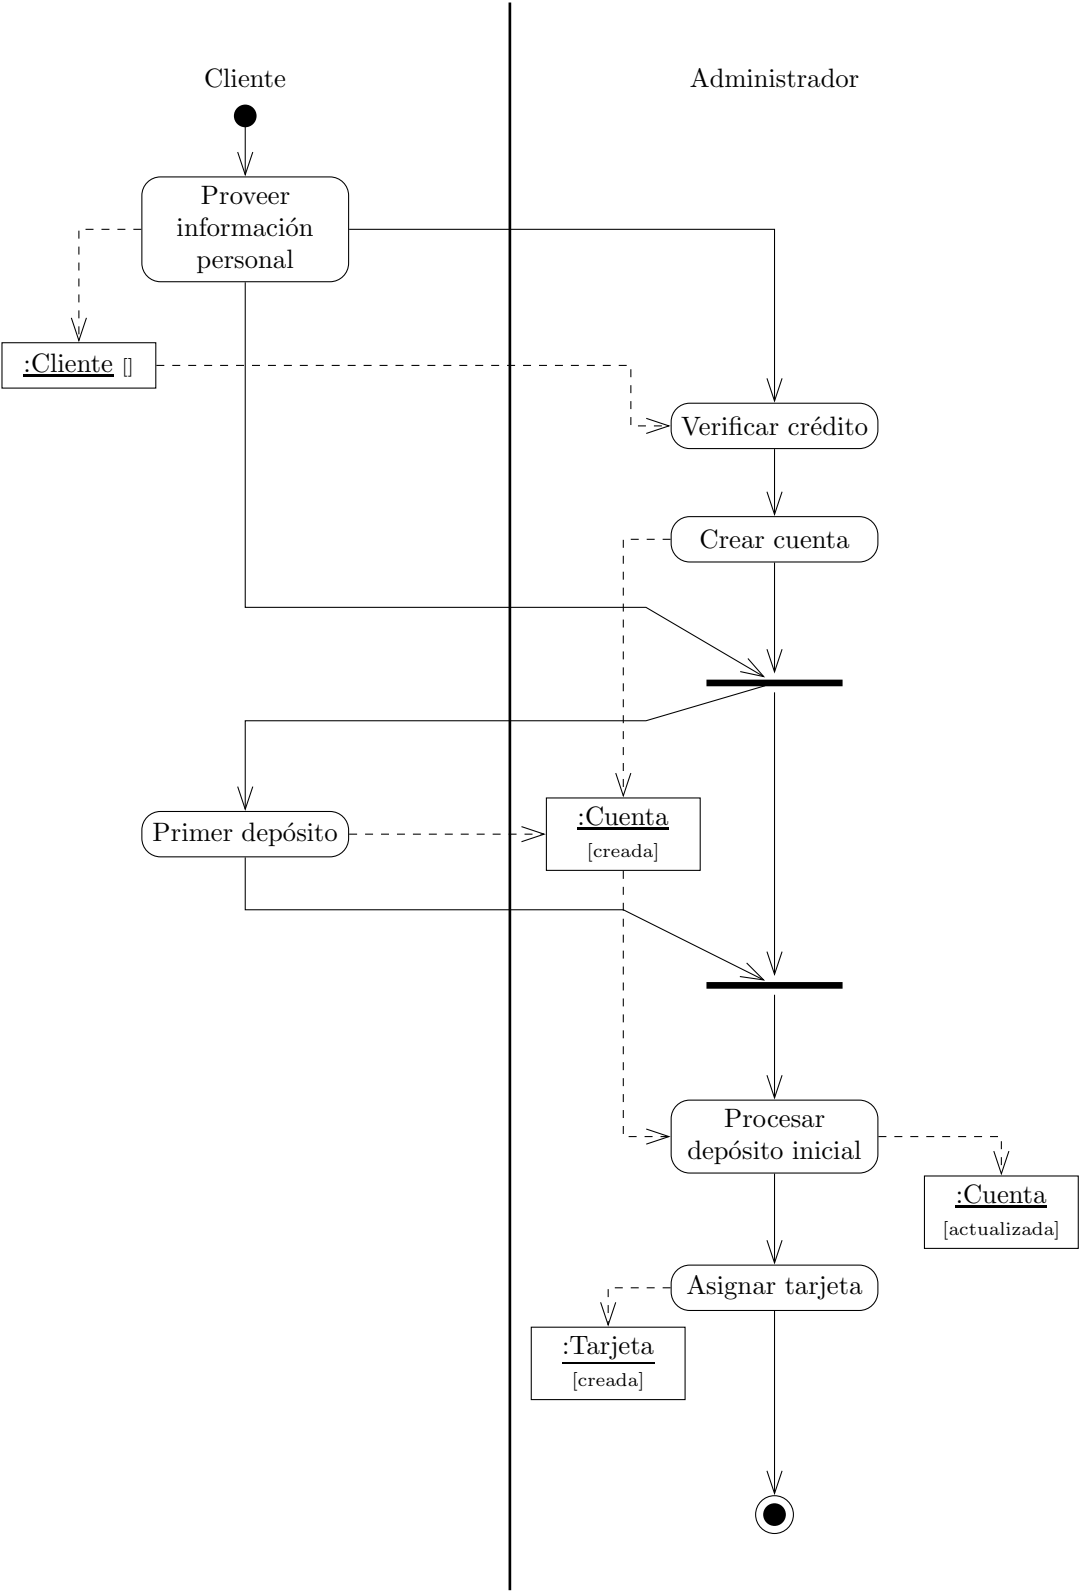 Cliente
Administrador
Proveer
información
personal
:Cliente []
Verificar crédito
Crear cuenta
Primer depósito
:Cuenta
[creada]
Procesar
depósito inicial
:Cuenta
[actualizada]
Asignar tarjeta
:Tarjeta
[creada]